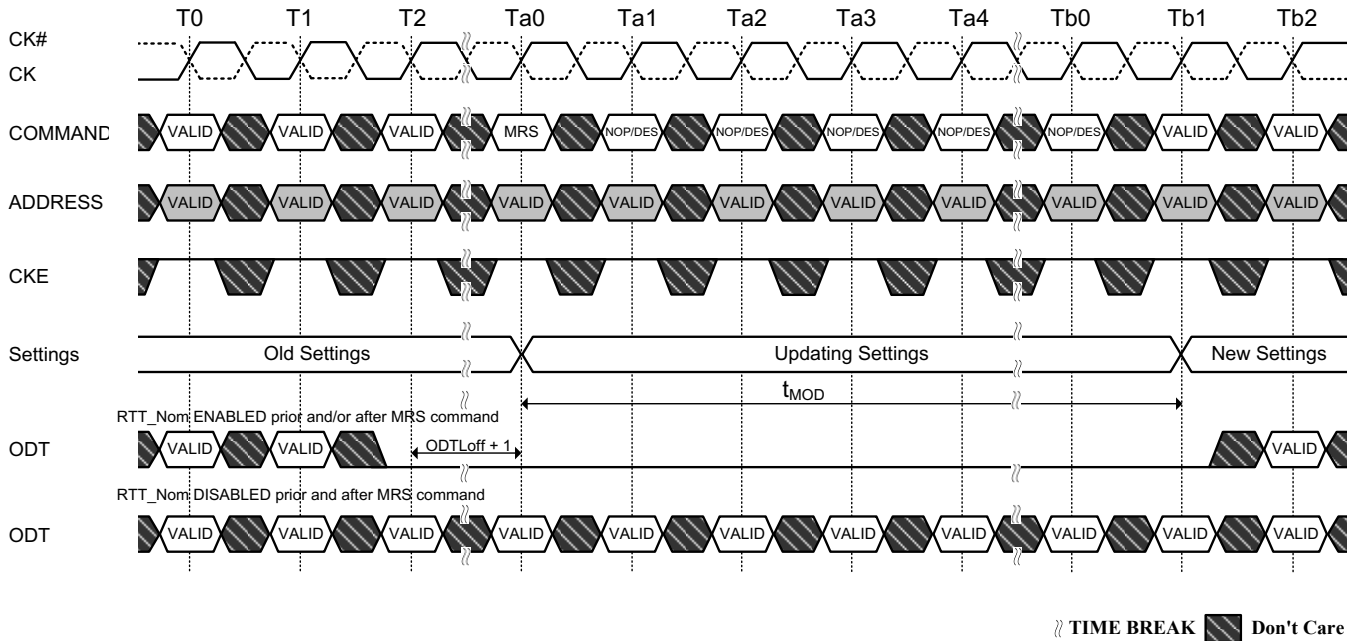 T0 T1 T2 Ta0 Ta1 Ta2 Ta3 Ta4 Tb0 Tb1 Tb2
CK#
CK
COMMAND VALID VALID VALID MRS NOP/DES NOP/DES NOP/DES NOP/DES NOP/DES VALID VALID
ADDRESS VALID VALID VALID VALID VALID VALID VALID VALID VALID VALID VALID
CKE
Settings Old Settings Updating Settings New Settings
tMOD
RTT_Nom ENABLED prior and/or after MRS command
ODT VALID VALID ODTLoff + 1 VALID
RTT_Nom DISABLED prior and after MRS command
ODT VALID VALID VALID VALID VALID VALID VALID VALID VALID VALID VALID
TIME BREAK Don't Care